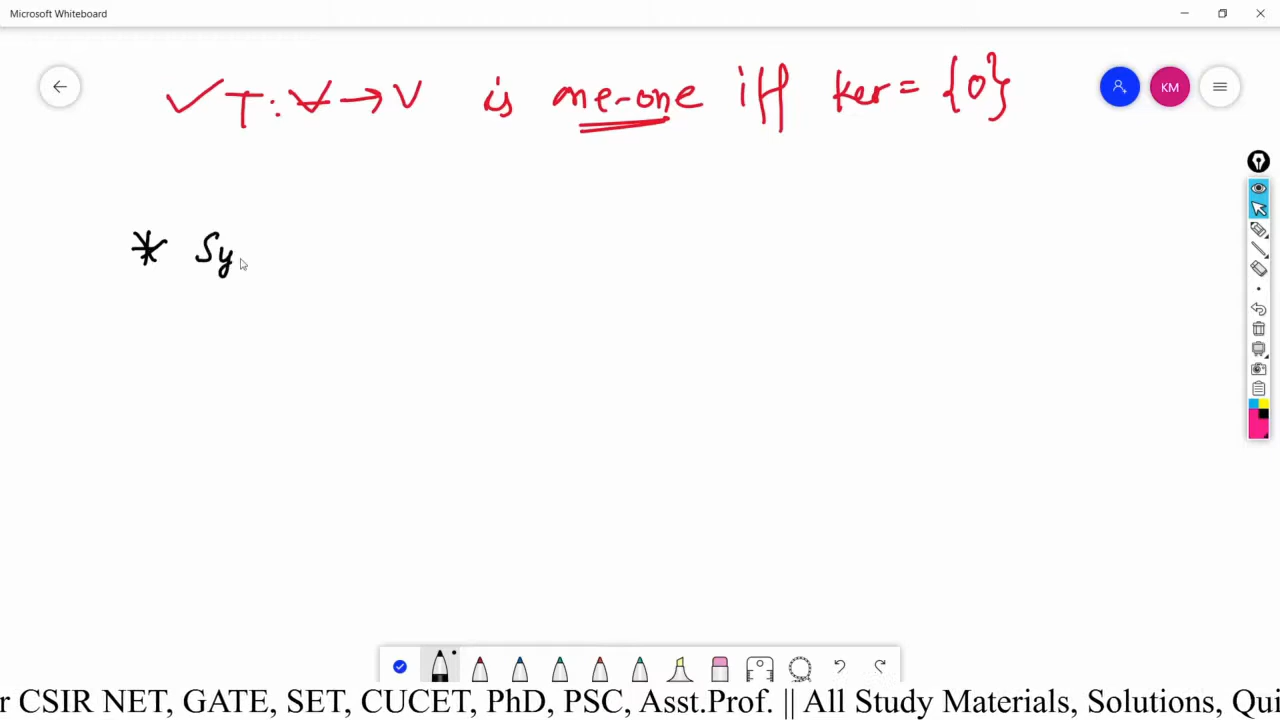 Microsoft Whiteboard
✓ T: V → V is one-one iff ker = {0}
KM
* Sy
r CSIR NET, GATE, SET, CUCET, PhD, PSC, Asst.Prof. || All Study Materials, Solutions, Qui